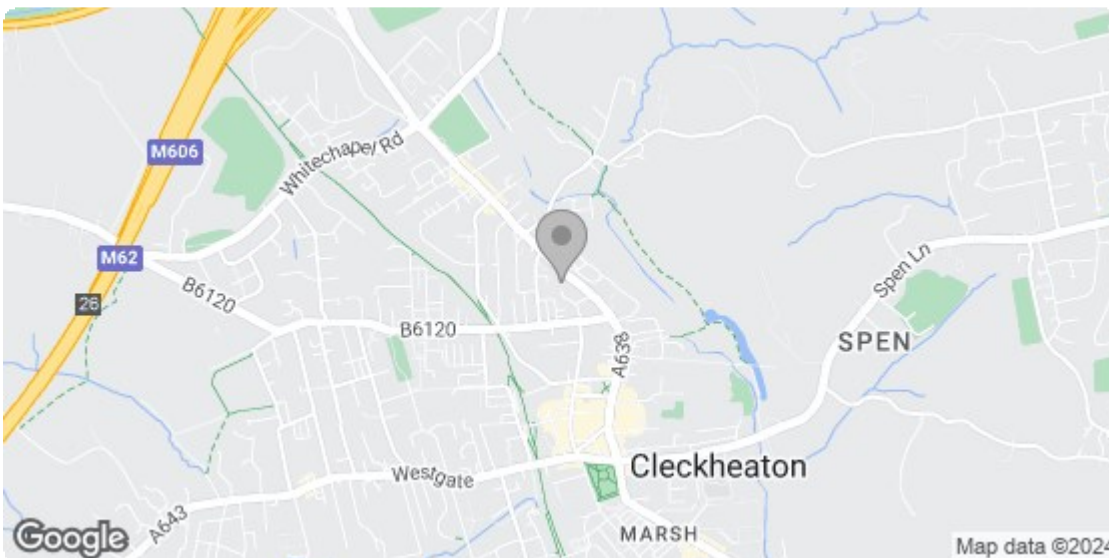 M606
Whitechapel Rd
M62
26
B6120
B6120
A638
Spen Ln
SPEN
Westgate
Cleckheaton
A643
MARSH
Google
Map data ©2024